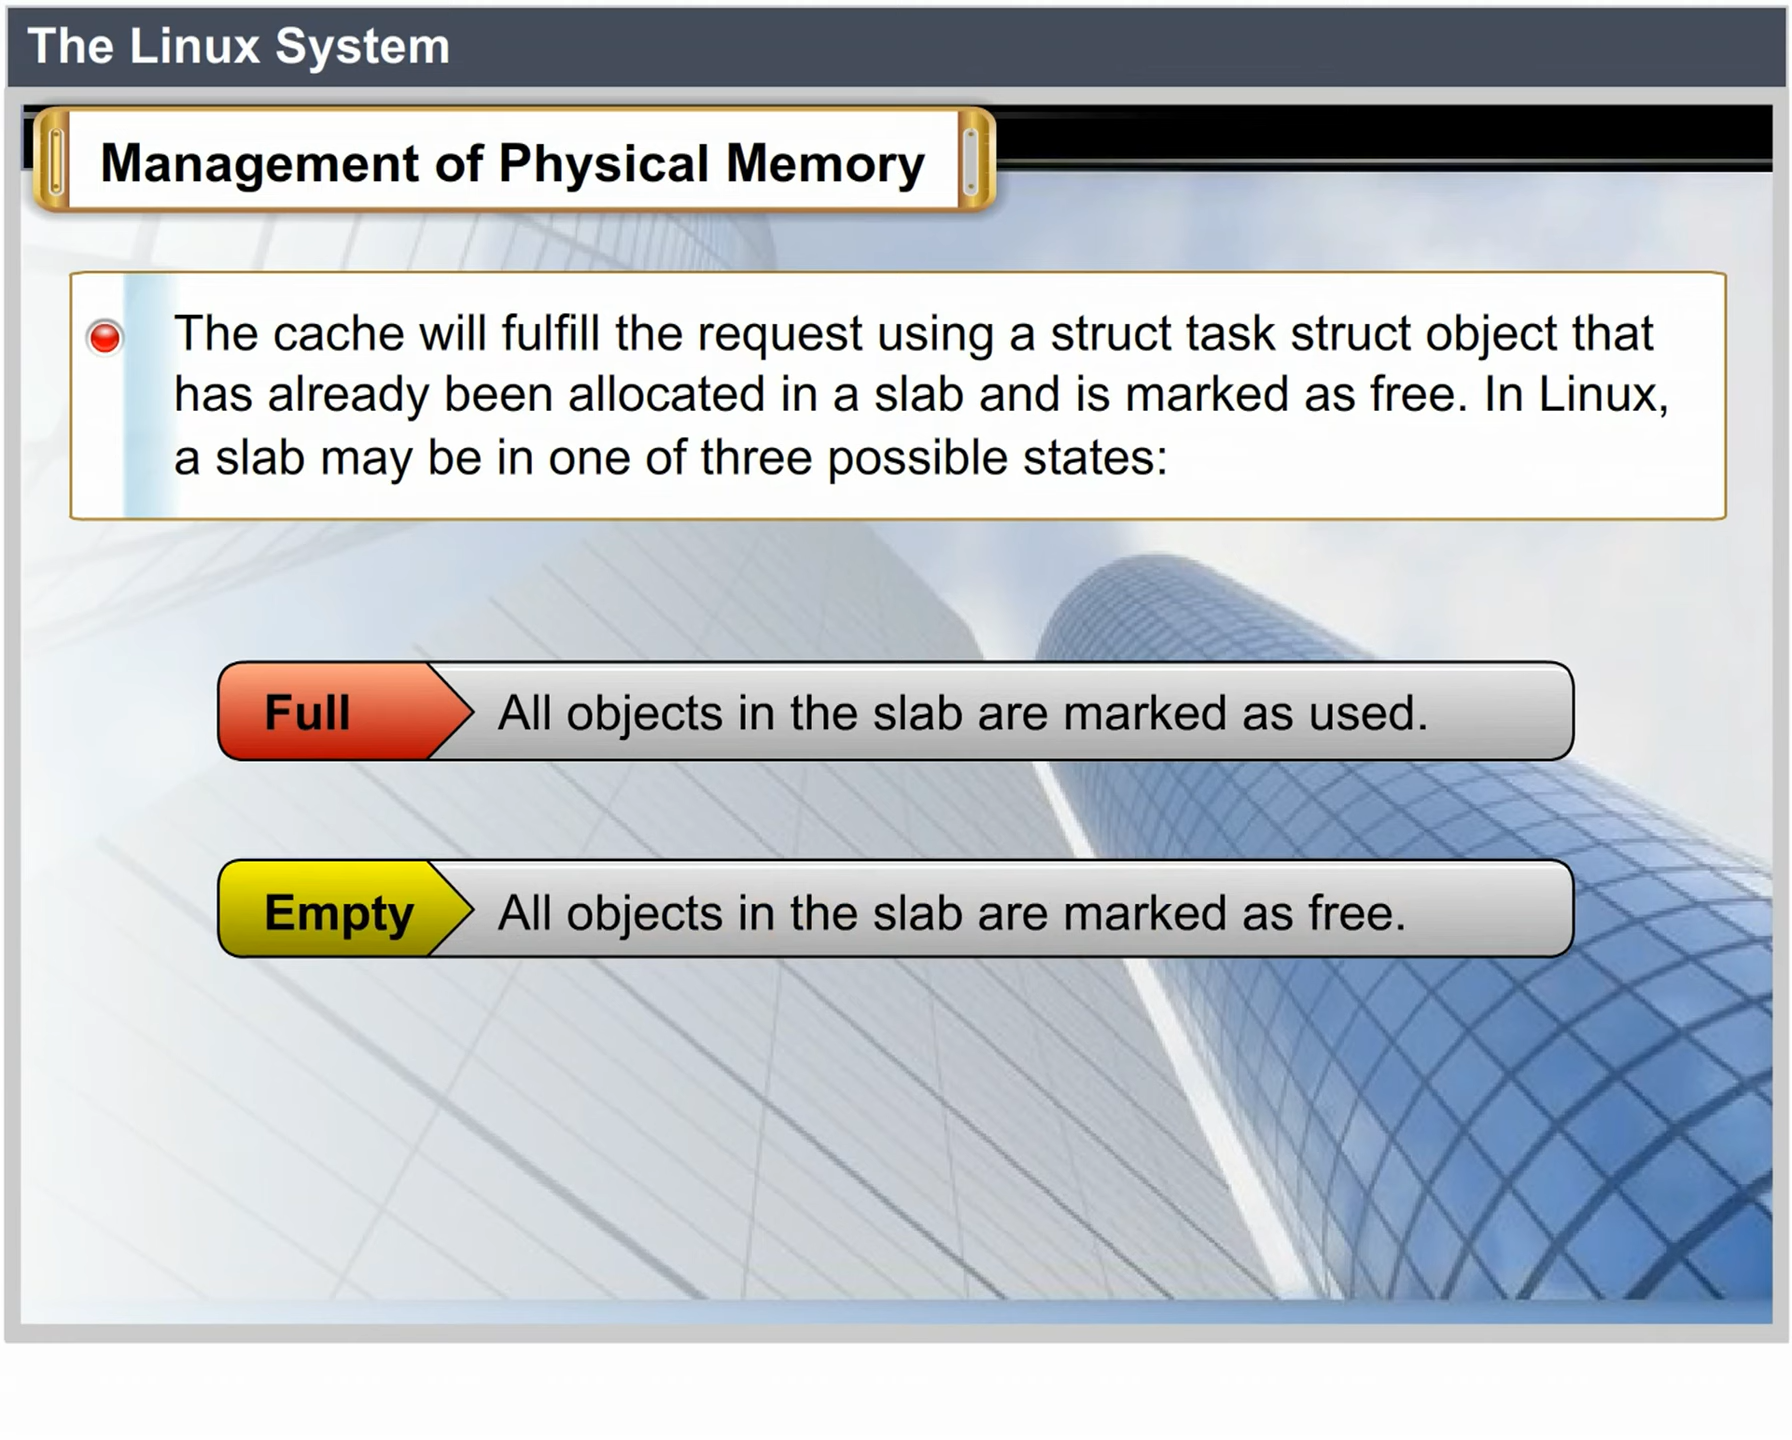 The Linux System
Management of Physical Memory
The cache will fulfill the request using a struct task struct object that
has already been allocated in a slab and is marked as free. In Linux,
a slab may be in one of three possible states:
Full All objects in the slab are marked as used.
Empty All objects in the slab are marked as free.